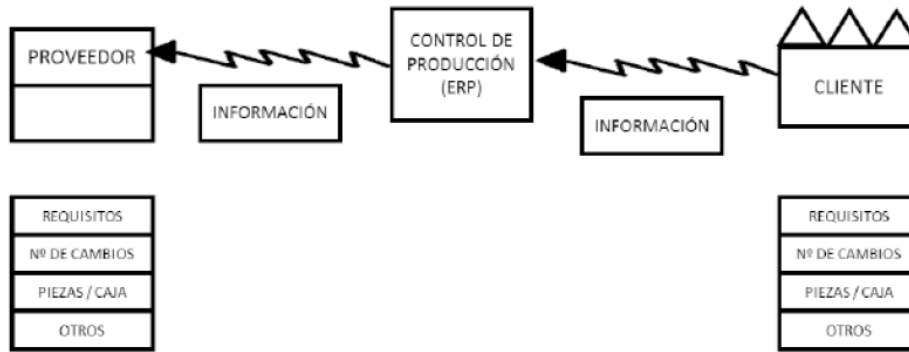 PROVEEDOR
INFORMACIÓN
CONTROL DE
PRODUCCIÓN
(ERP)
INFORMACIÓN
CLIENTE
REQUISITOS
Nº DE CAMBIOS
PIEZAS / CAJA
OTROS
REQUISITOS
Nº DE CAMBIOS
PIEZAS / CAJA
OTROS